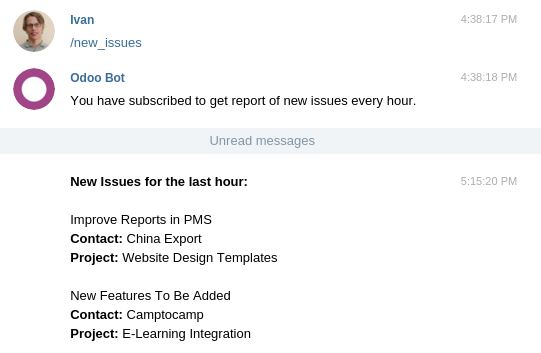 Ivan 4:38:17 PM
/new_issues
Odoo Bot 4:38:18 PM
You have subscribed to get report of new issues every hour.
Unread messages
New Issues for the last hour: 5:15:20 PM
Improve Reports in PMS
Contact: China Export
Project: Website Design Templates
New Features To Be Added
Contact: Camptocamp
Project: E-Learning Integration